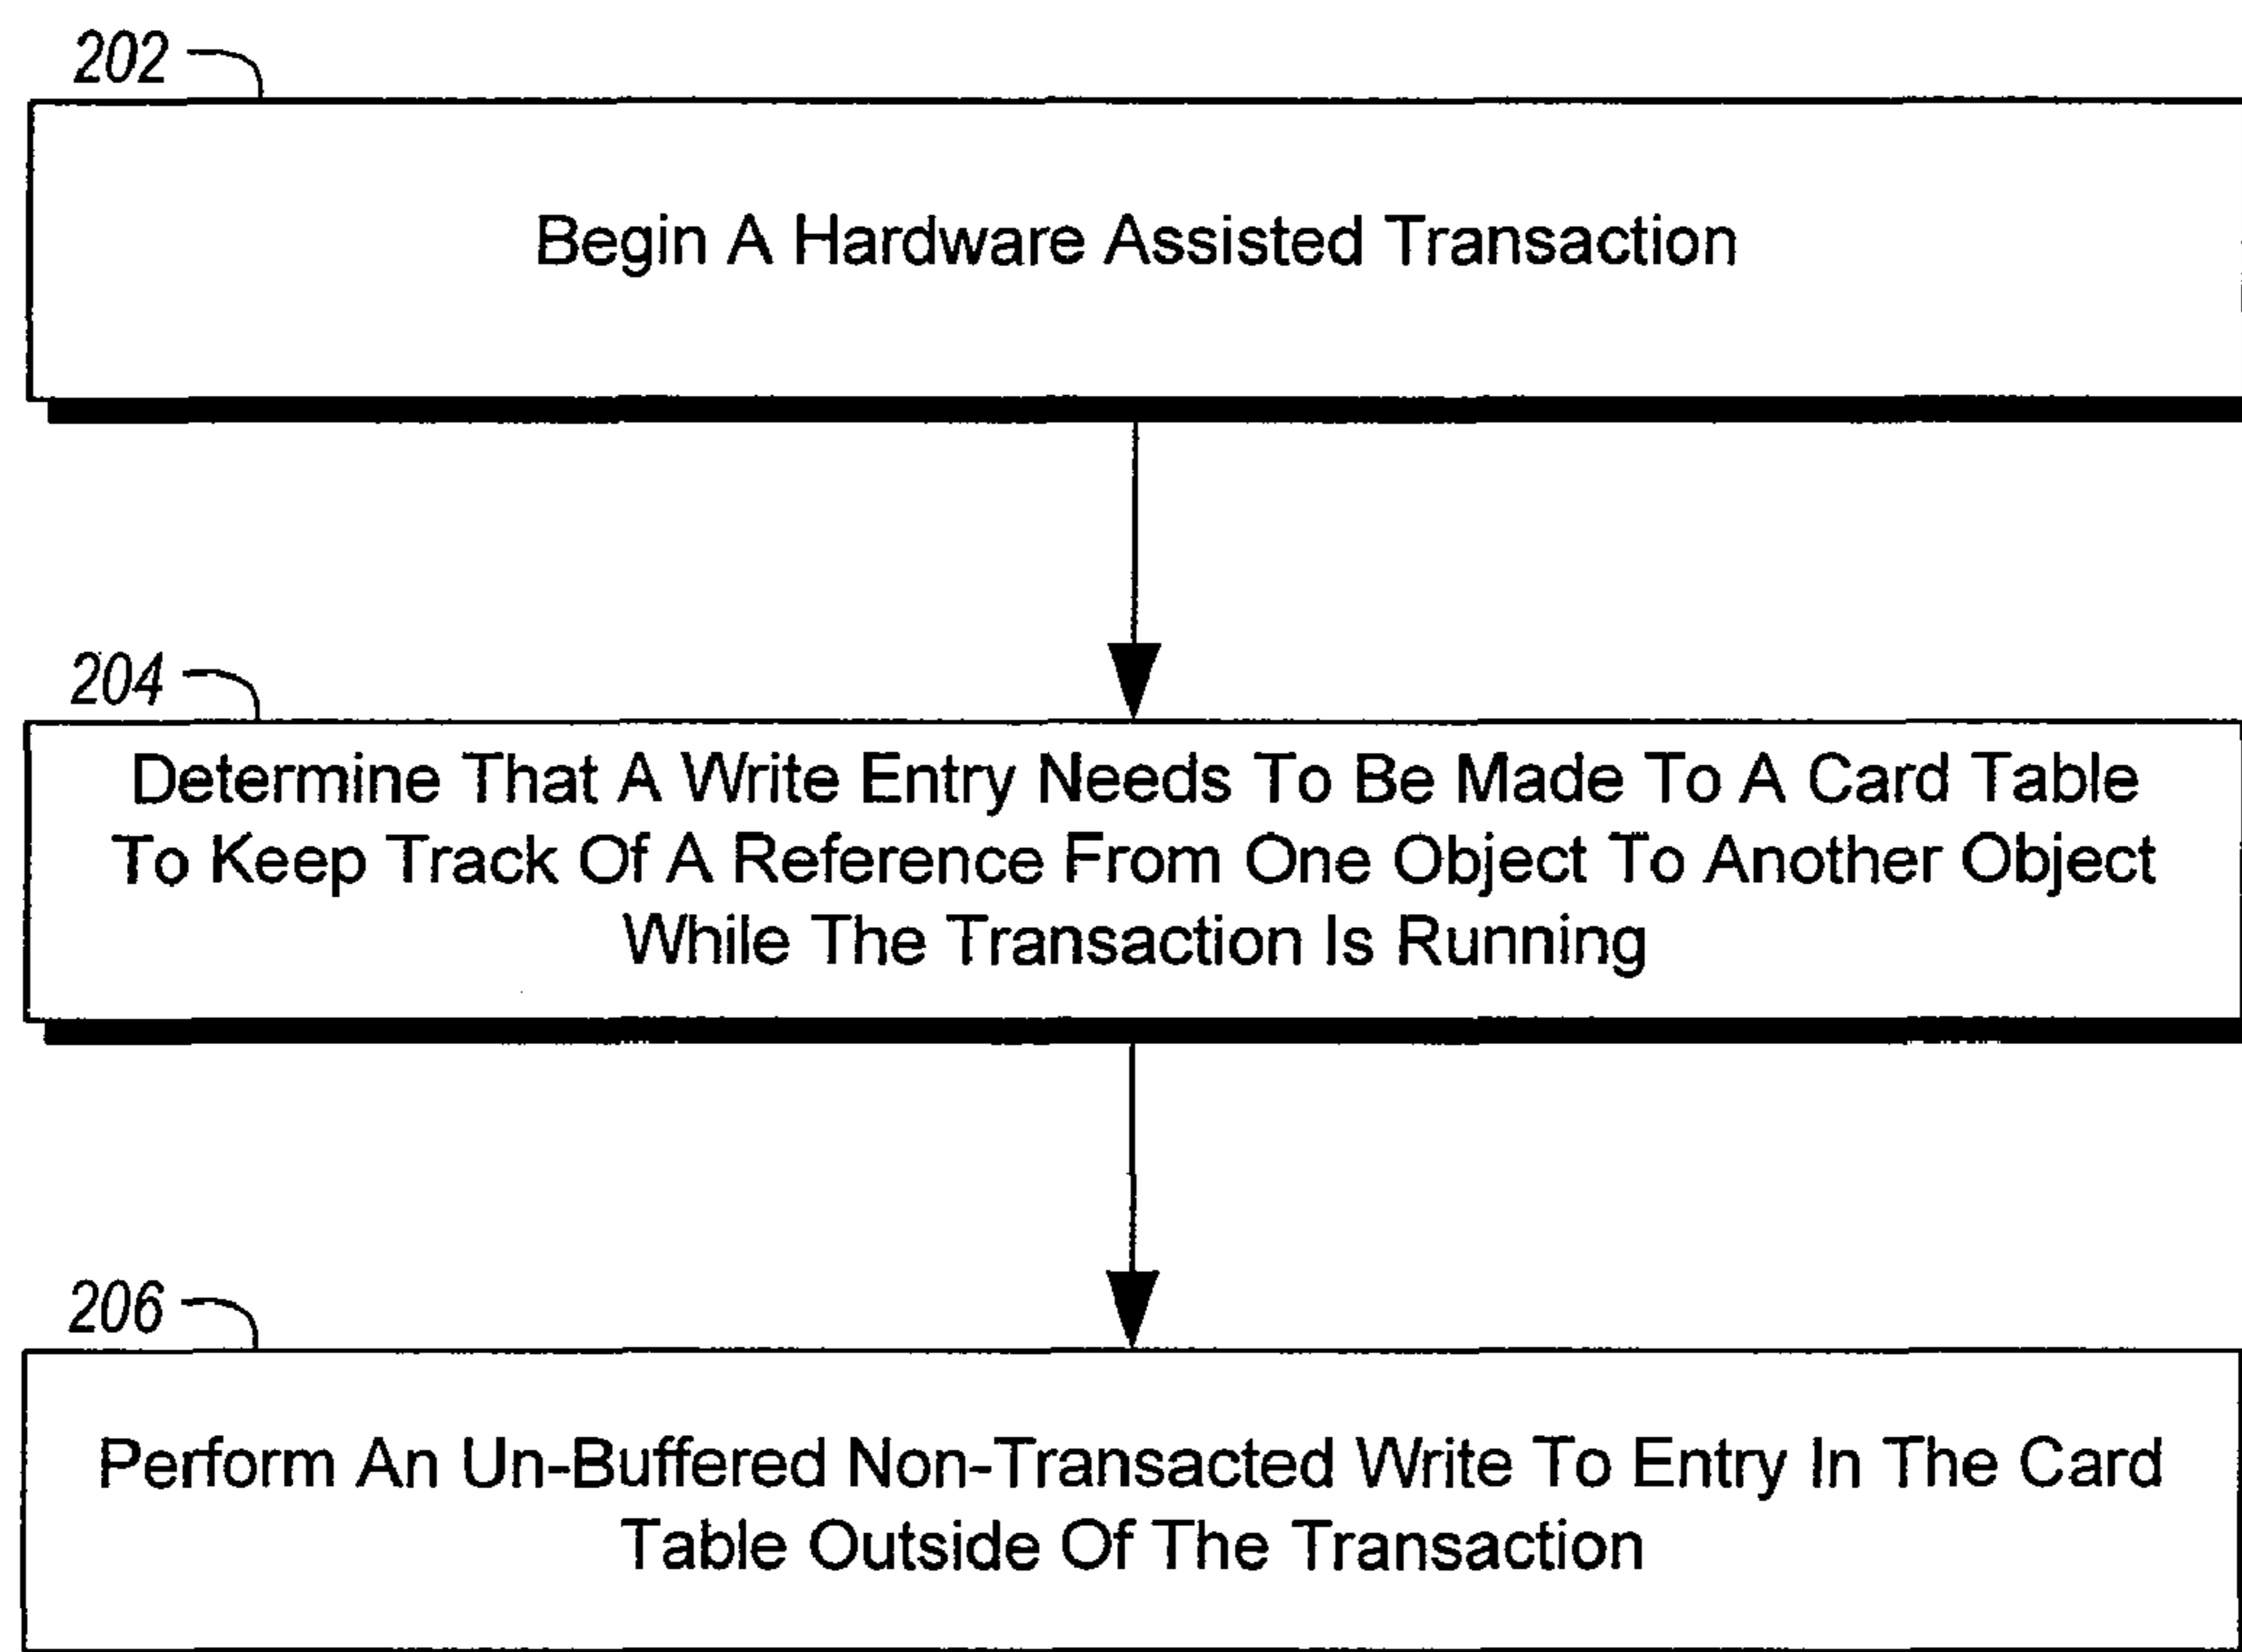 202
Begin A Hardware Assisted Transaction
204
Determine That A Write Entry Needs To Be Made To A Card Table
To Keep Track Of A Reference From One Object To Another Object
While The Transaction Is Running
206
Perform An Un-Buffered Non-Transacted Write To Entry In The Card
Table Outside Of The Transaction